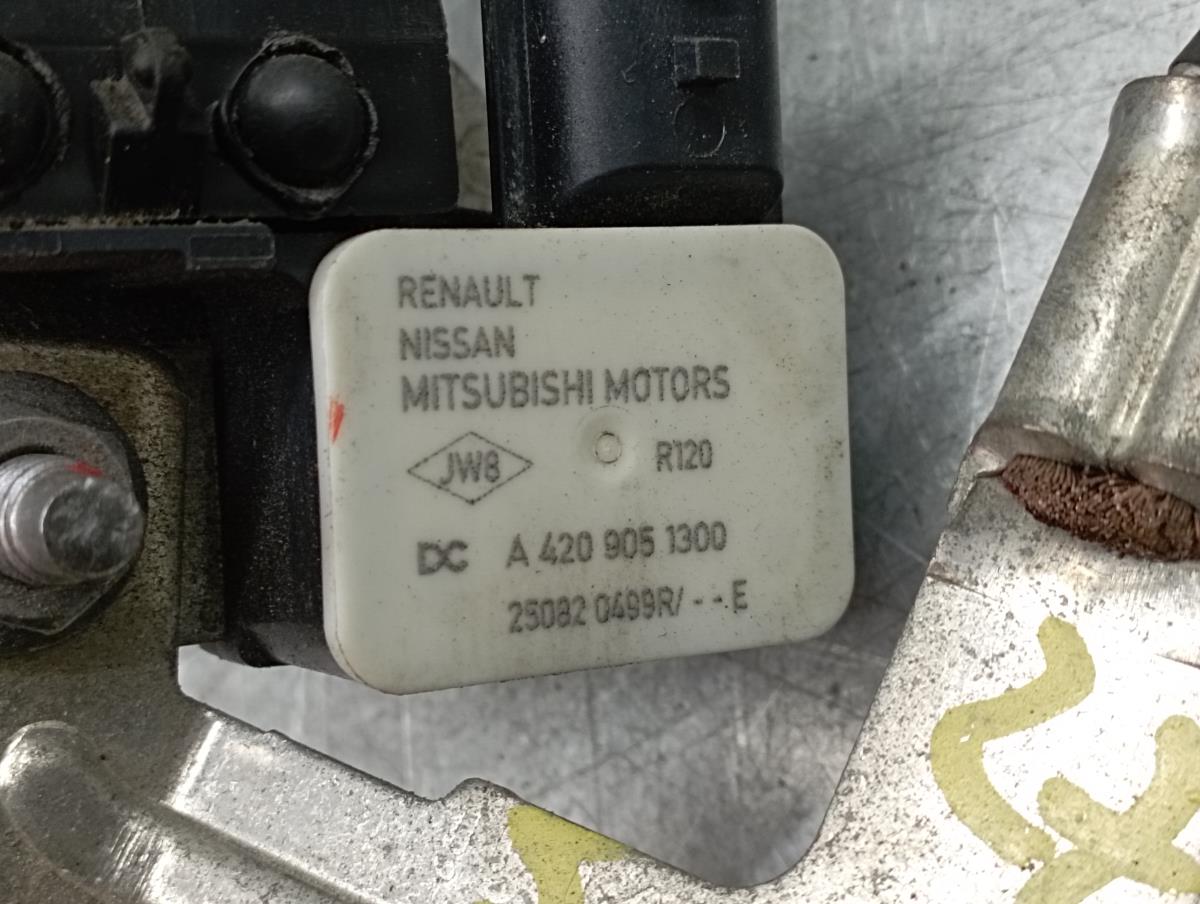 RENAULT
NISSAN
MITSUBISHI MOTORS
JW8 R120
DC A 420 905 1300
25082 0499R/ - - E